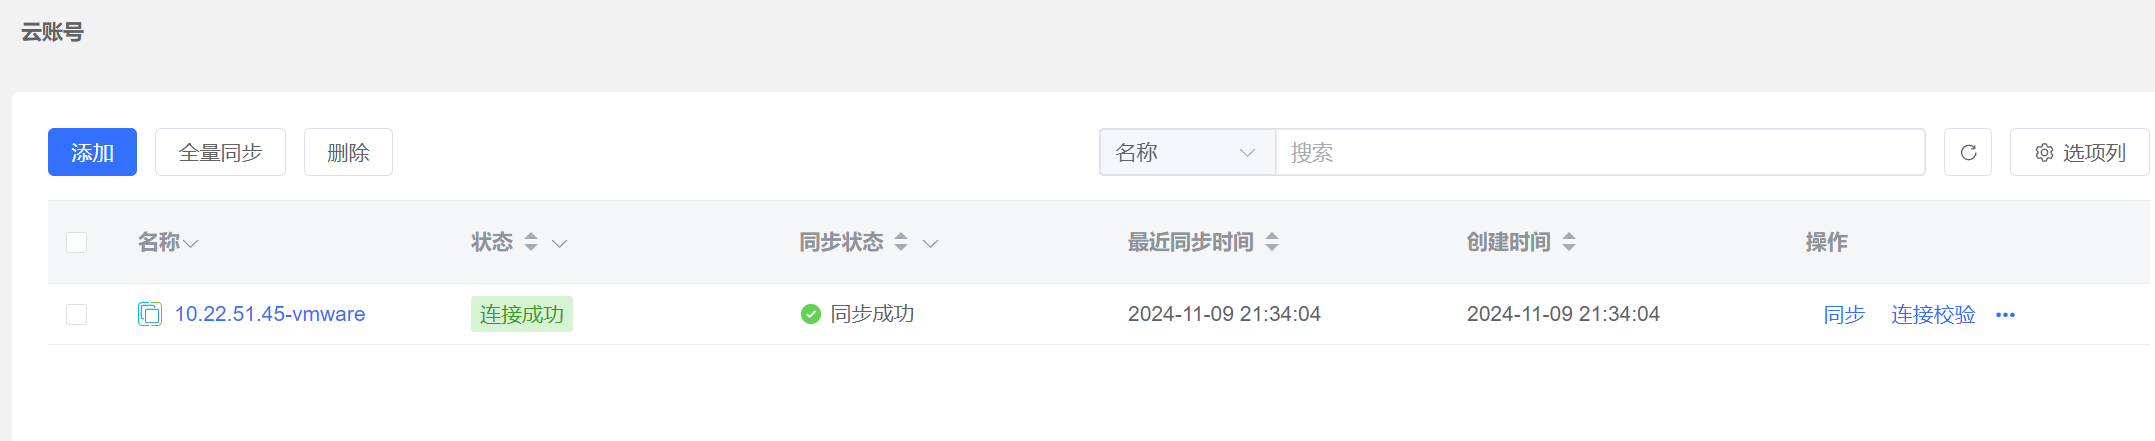 云账号
添加 全量同步 删除 名称 搜索 选项列
名称 状态 同步状态 最近同步时间 创建时间 操作
10.22.51.45-vmware 连接成功 同步成功 2024-11-09 21:34:04 2024-11-09 21:34:04 同步 连接校验 •••